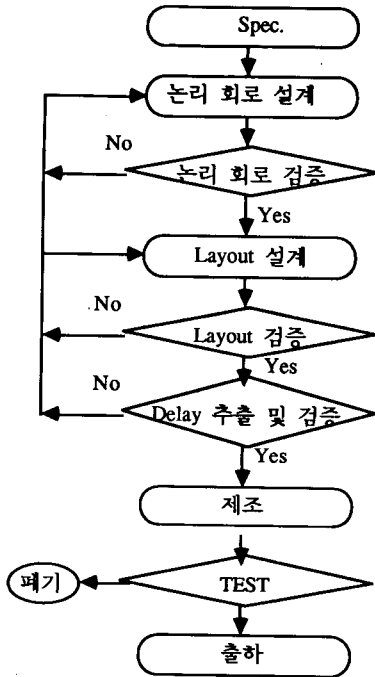 Spec.
논리 회로 설계
No
논리 회로 검증
Yes
Layout 설계
No
Layout 검증
Yes
No
Delay 추출 및 검증
Yes
제조
폐기
TEST
출하